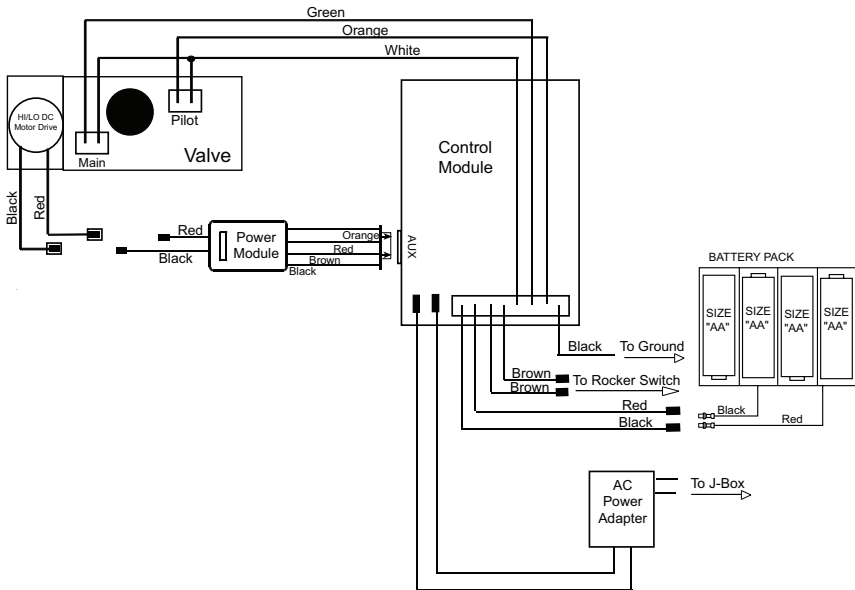 Green
Orange
White
HI/LO DC
Motor Drive
Pilot
Main
Valve
Black
Red
Red
Black
Power
Module
Orange
Red
Brown
Black
AUX
Control
Module
BATTERY PACK
SIZE
"AA"
SIZE
"AA"
SIZE
"AA"
SIZE
"AA"
Black
To Ground
Brown
Brown
To Rocker Switch
Red
Black
Black
Red
AC
Power
Adapter
To J-Box